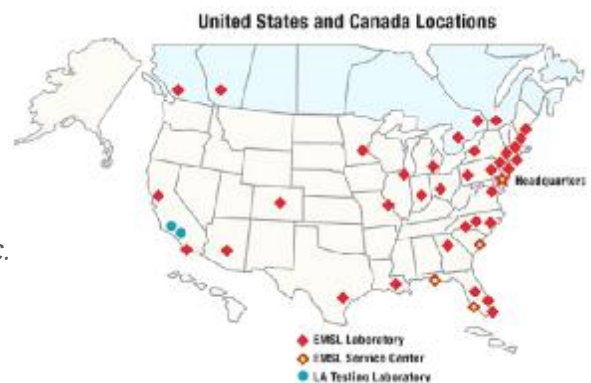 United States and Canada Locations
Headquarters
C.
EMSL Laboratory
EMSL Service Center
LA Testing Laboratory